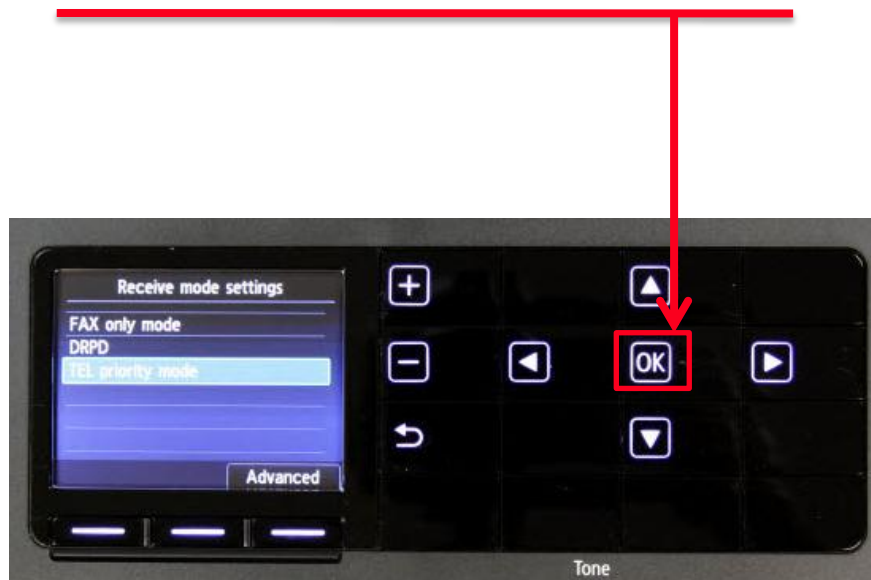 Receive mode settings
FAX only mode
DRPD
TEL priority mode
Advanced
OK
Tone